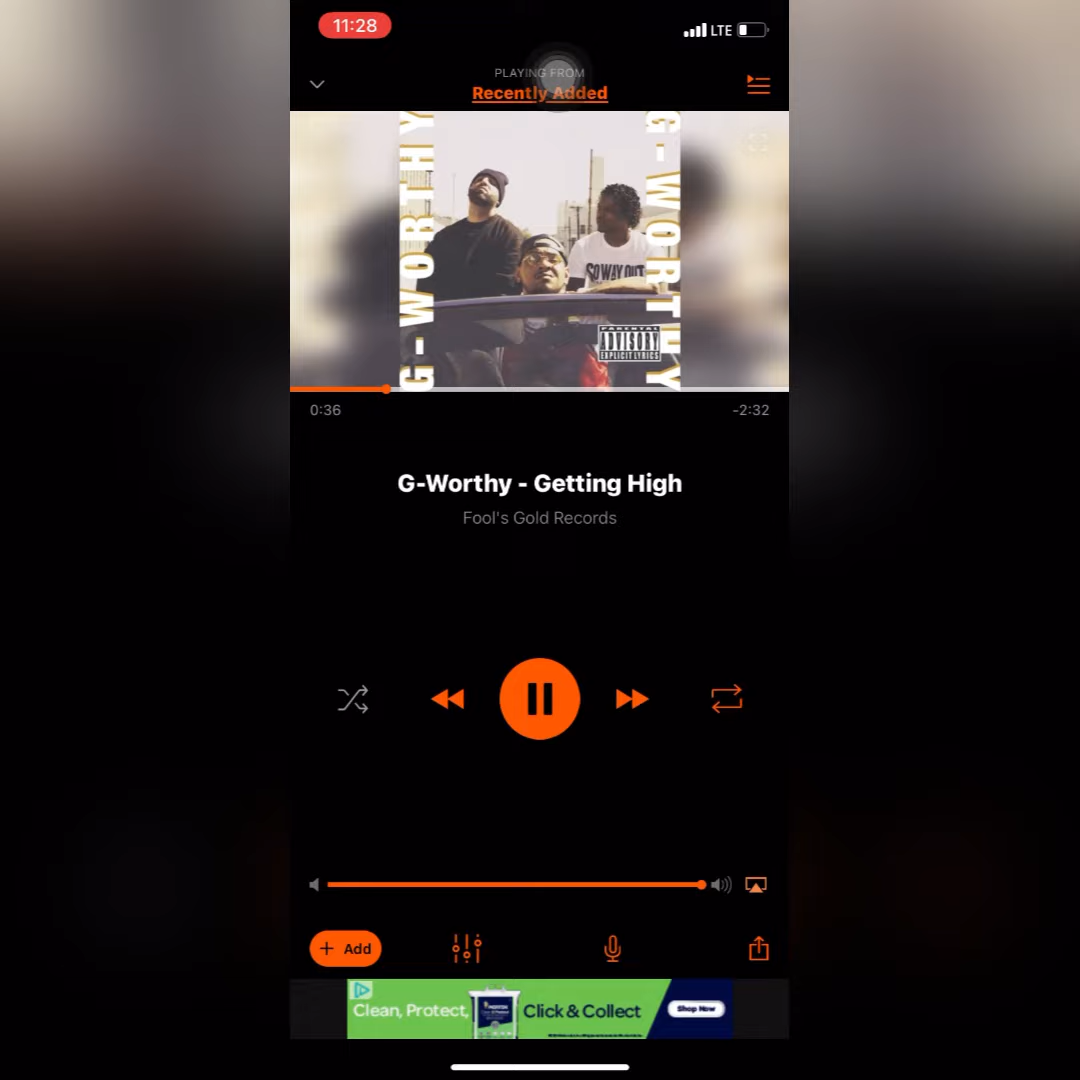 11:28
LTE
PLAYING FROM
Recently Added
G-WORTHY
G-WORTHY
SO WAY OUT
PARENTAL
ADVISORY
EXPLICIT LYRICS
0:36
-2:32
G-Worthy - Getting High
Fool's Gold Records
+ Add
Clean, Protect,
Click & Collect
Shop Now